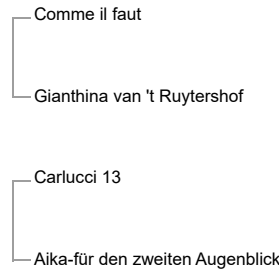 Comme il faut
Gianthina van 't Ruytershof
Carlucci 13
Aika-für den zweiten Augenblick